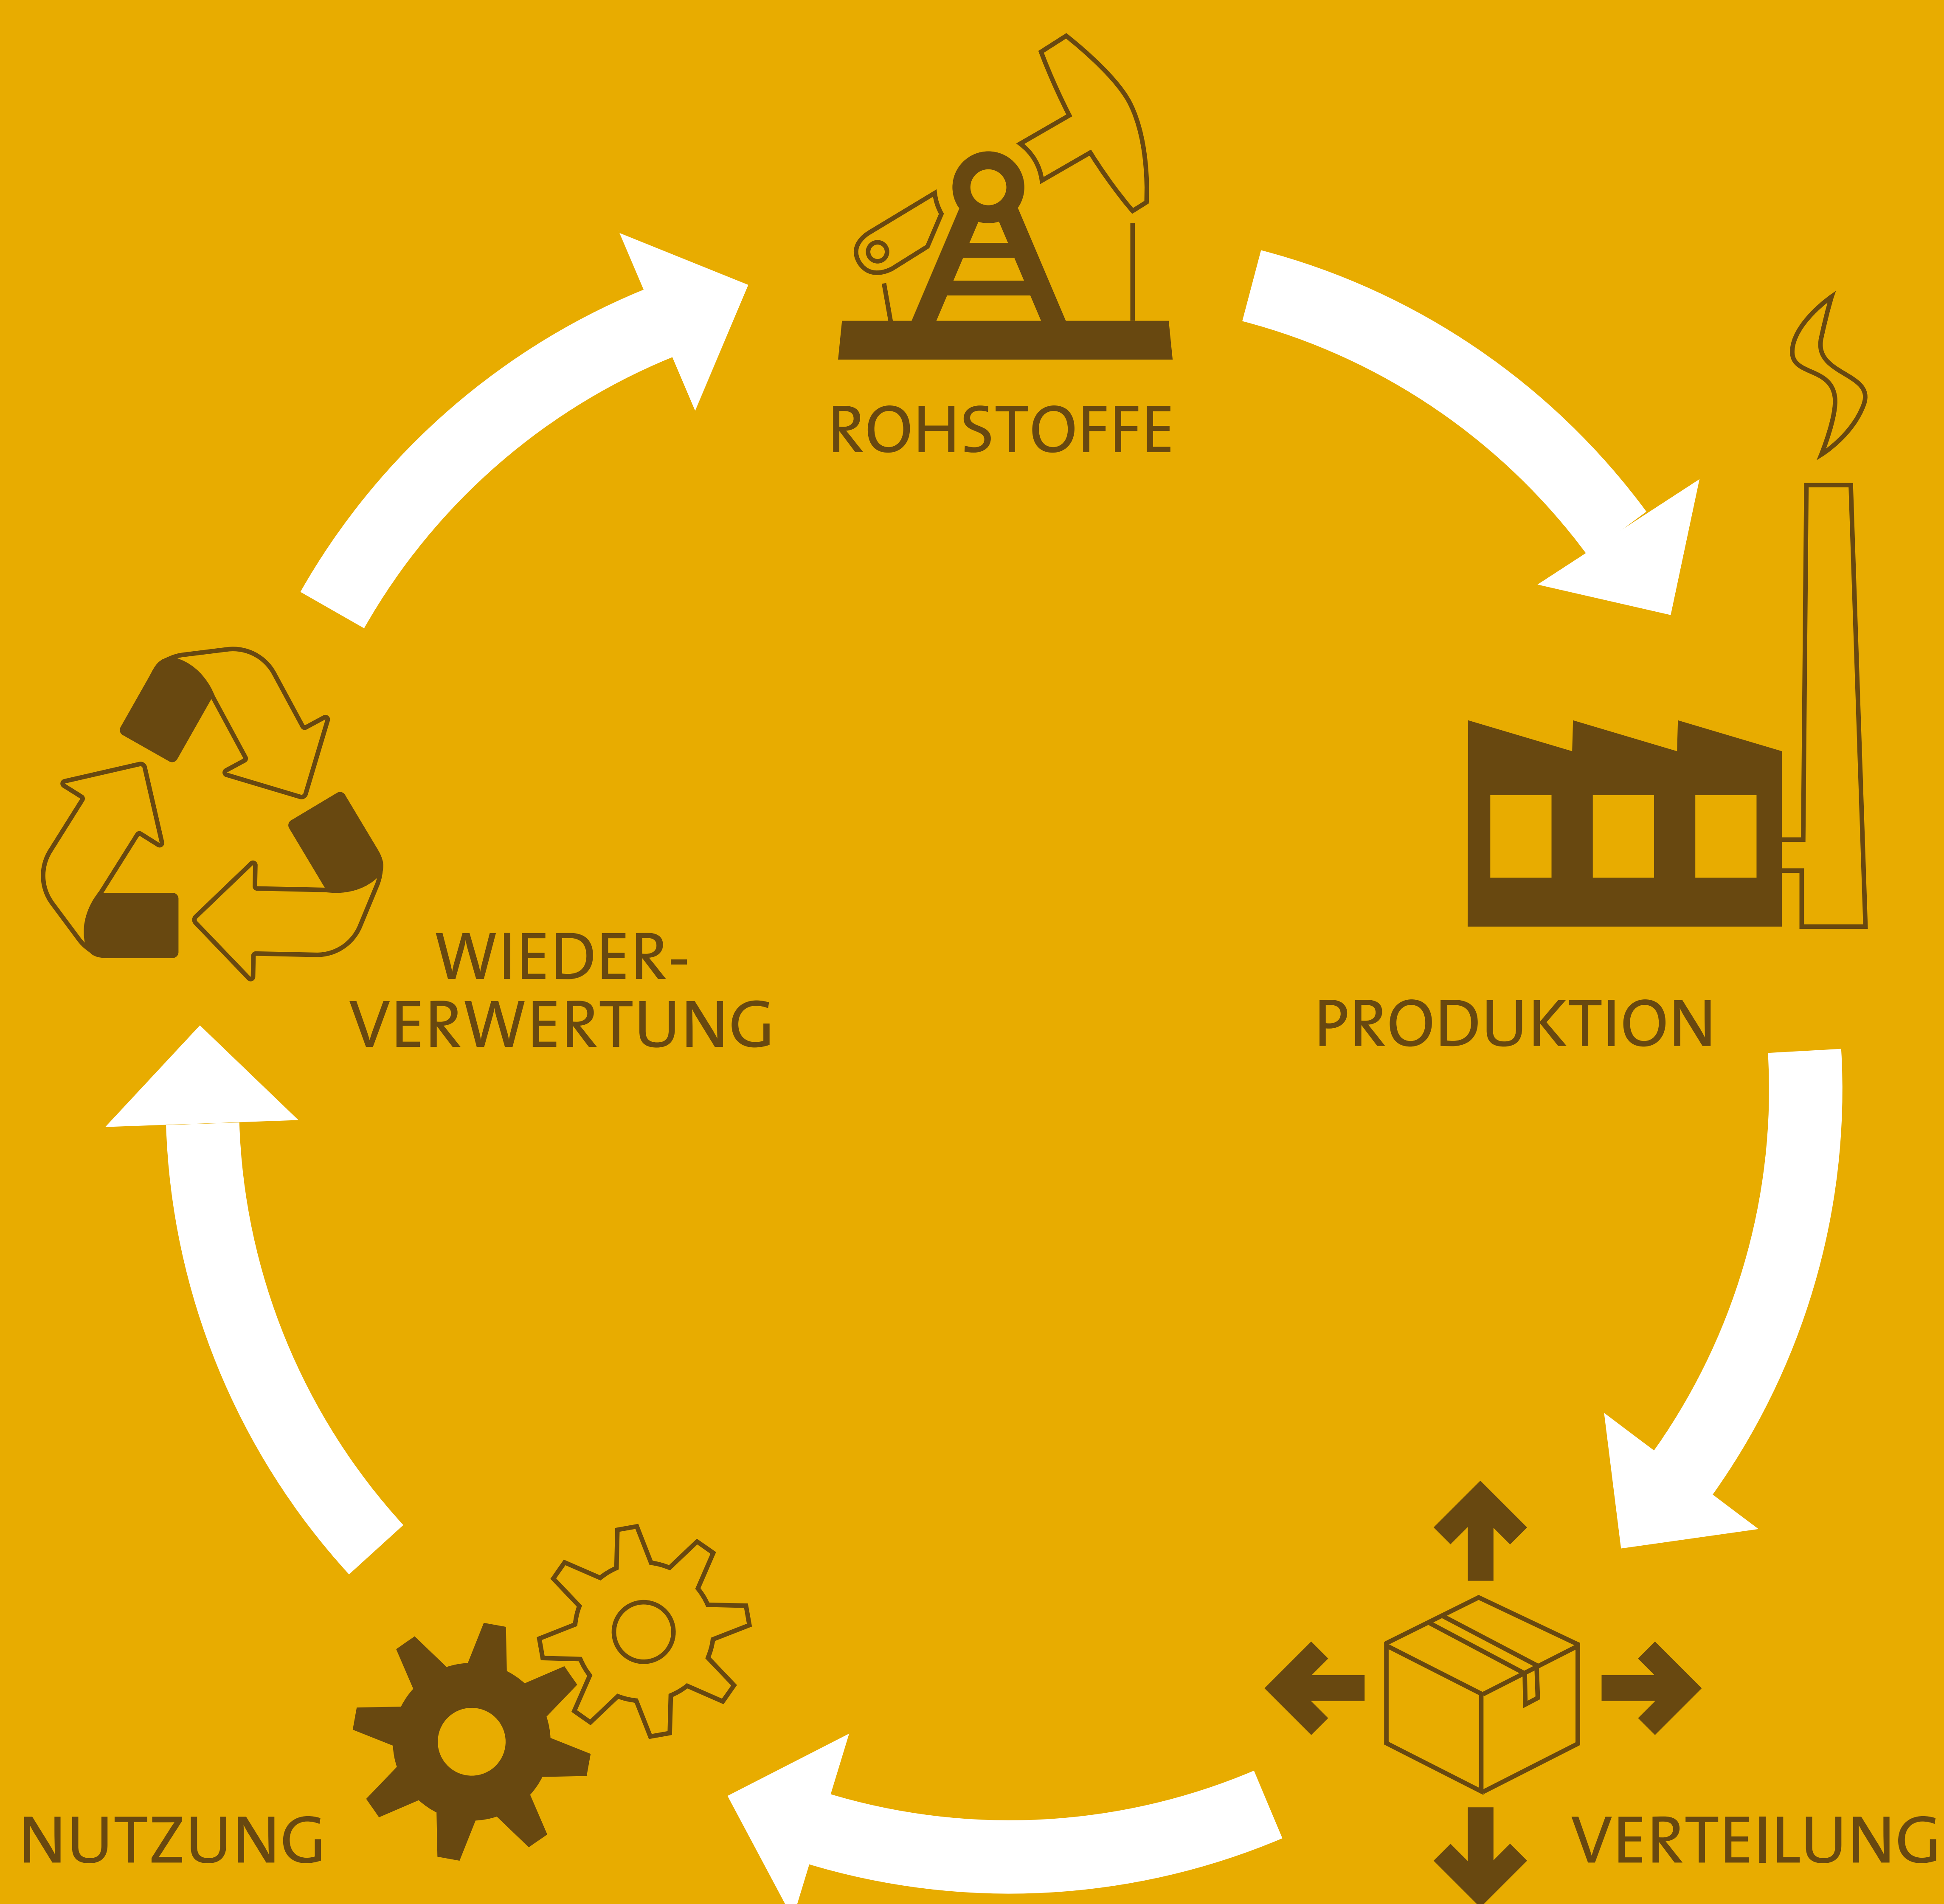 ROHSTOFFE
WIEDER-
VERWERTUNG
PRODUKTION
NUTZUNG
VERTEILUNG